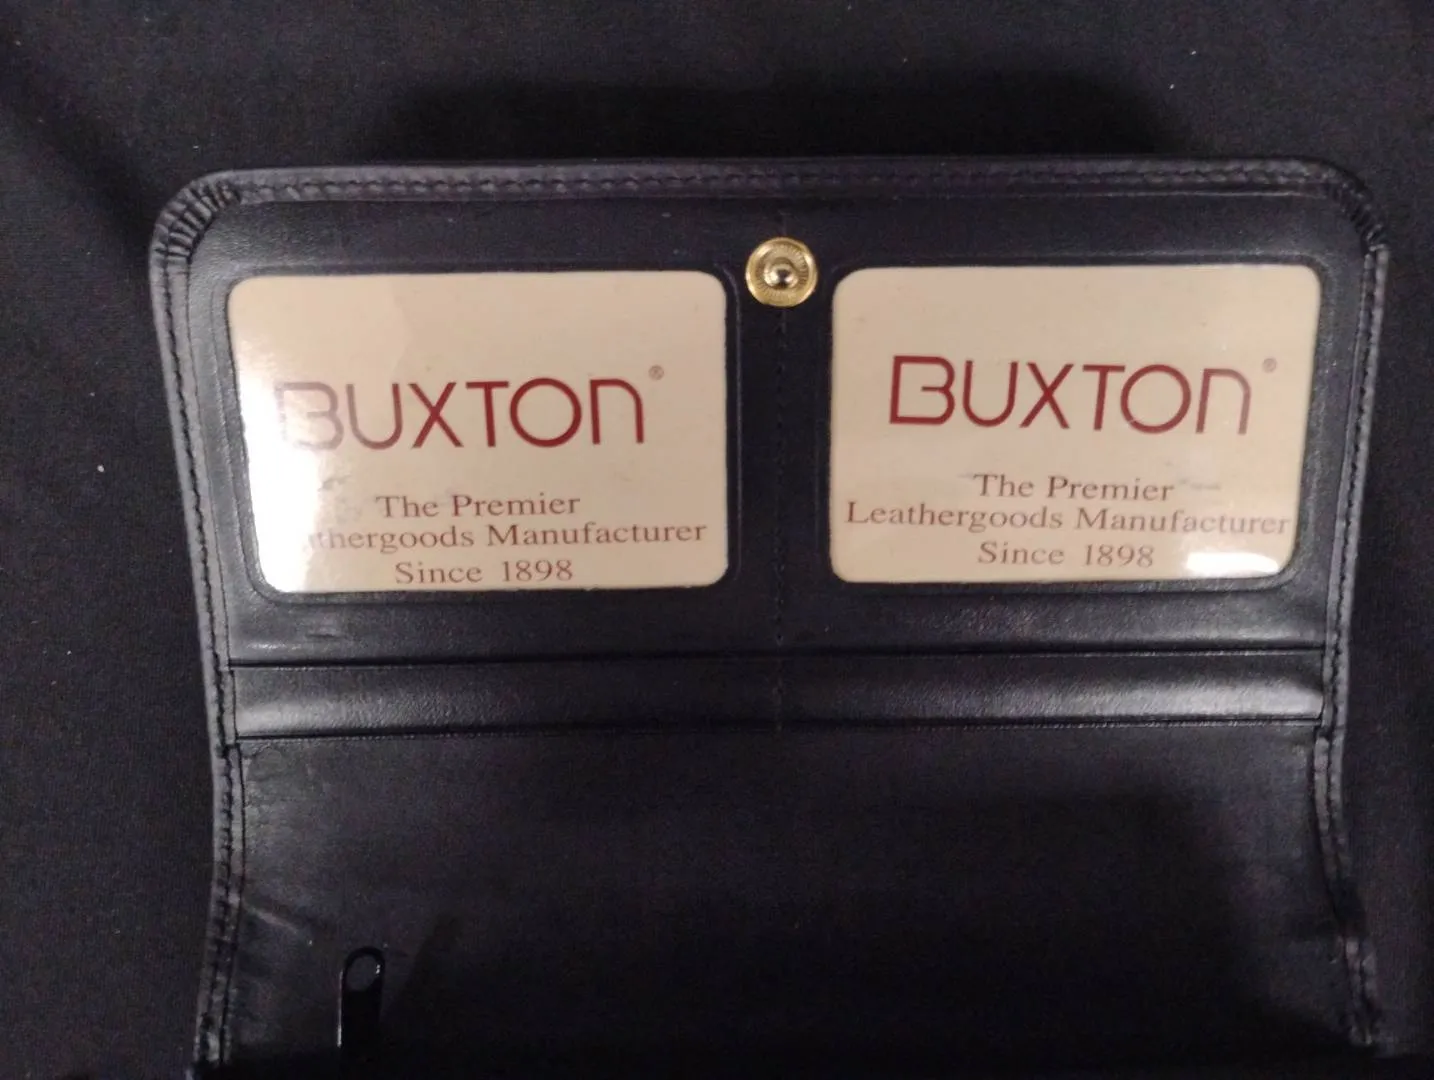 BUXTON®
The Premier
thergoods Manufacturer
Since 1898
BUXTON®
The Premier
Leathergoods Manufacturer
Since 1898